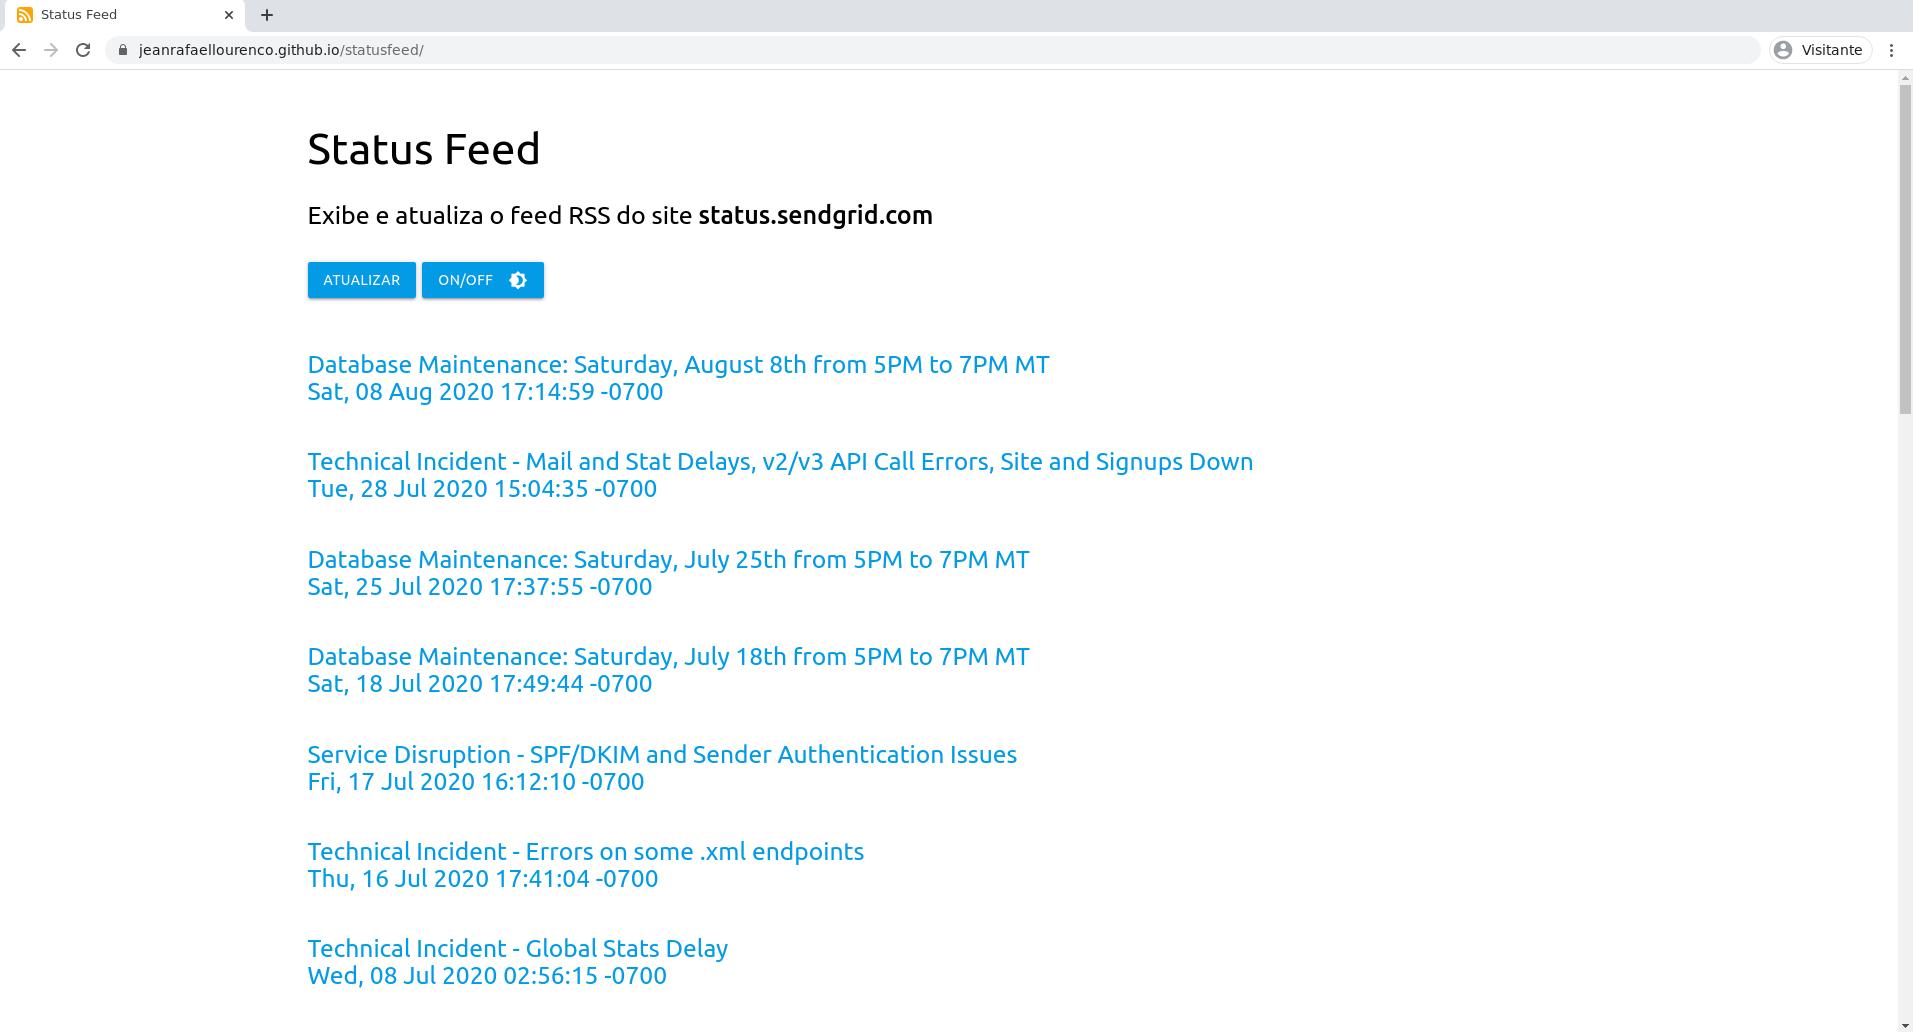 Status Feed
jeanrafaellourenco.github.io/statusfeed/
Visitante
Status Feed
Exibe e atualiza o feed RSS do site status.sendgrid.com
ATUALIZAR
ON/OFF
Database Maintenance: Saturday, August 8th from 5PM to 7PM MT
Sat, 08 Aug 2020 17:14:59 -0700
Technical Incident - Mail and Stat Delays, v2/v3 API Call Errors, Site and Signups Down
Tue, 28 Jul 2020 15:04:35 -0700
Database Maintenance: Saturday, July 25th from 5PM to 7PM MT
Sat, 25 Jul 2020 17:37:55 -0700
Database Maintenance: Saturday, July 18th from 5PM to 7PM MT
Sat, 18 Jul 2020 17:49:44 -0700
Service Disruption - SPF/DKIM and Sender Authentication Issues
Fri, 17 Jul 2020 16:12:10 -0700
Technical Incident - Errors on some .xml endpoints
Thu, 16 Jul 2020 17:41:04 -0700
Technical Incident - Global Stats Delay
Wed, 08 Jul 2020 02:56:15 -0700